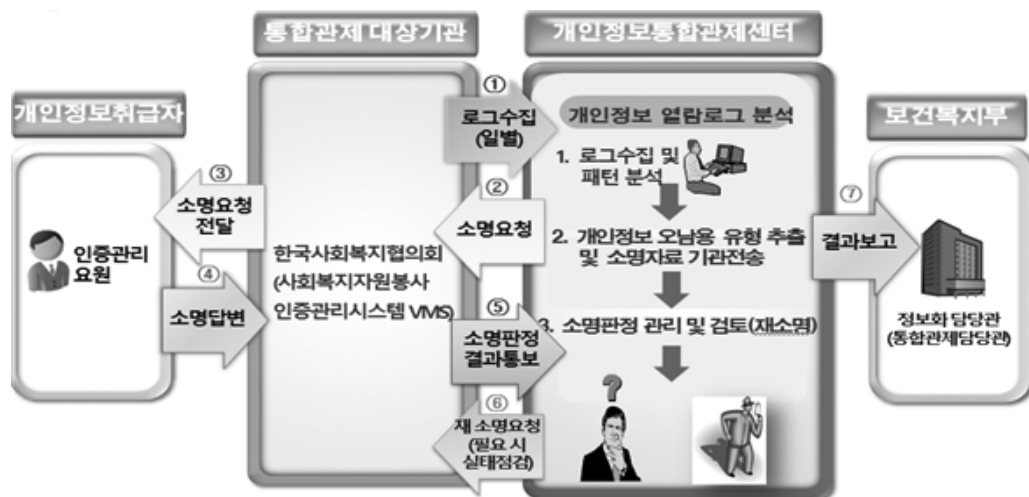 통합관제 대상기관
개인정보통합관제센터
개인정보취급자
보건복지부
①
로그수집
(일별)
개인정보 열람로그 분석
1. 로그수집 및
패턴 분석
③
소명요청
전달
②
소명요청
⑦
결과보고
인증관리
요원
한국사회복지협의회
(사회복지자원봉사
인증관리시스템 VMS)
2. 개인정보 오남용 유형 추출
및 소명자료 기관전송
④
소명답변
⑤
소명판정
결과통보
3. 소명판정 관리 및 검토(재소명)
정보화 담당관
(통합관제담당관)
⑥
재 소명요청
(필요 시
실태점검)
?